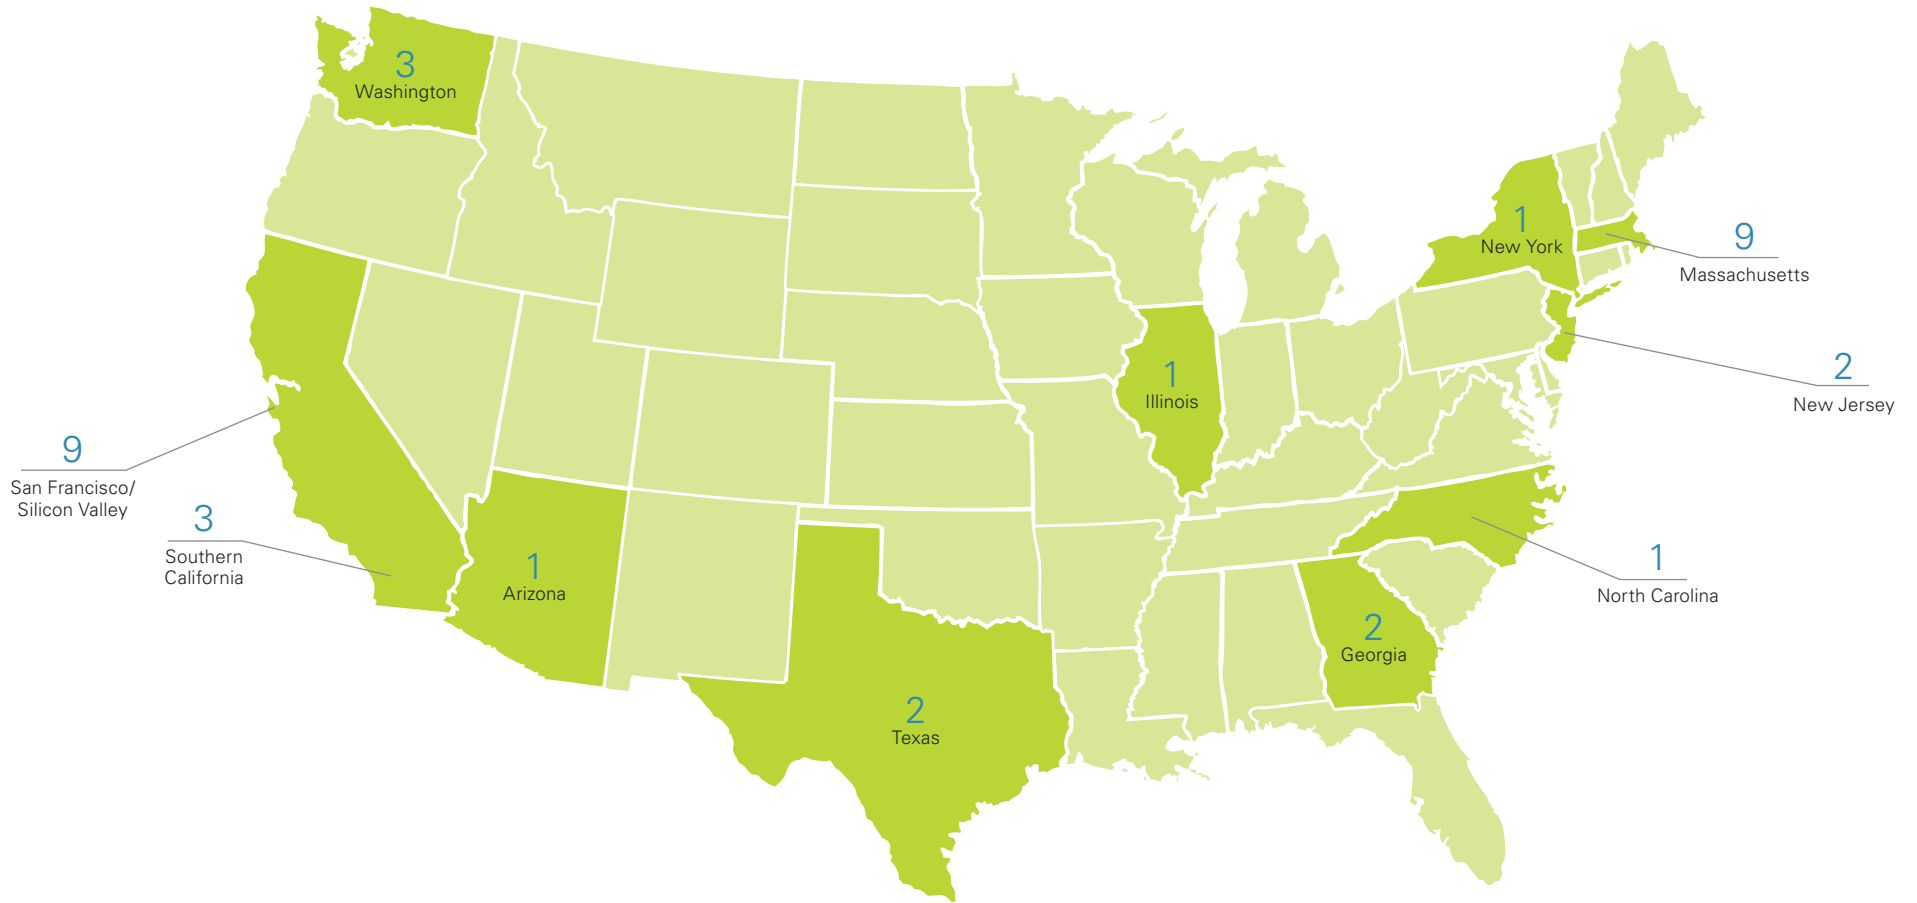 3
Washington
1
New York
9
Massachusetts
2
New Jersey
1
Illinois
9
San Francisco/
Silicon Valley
3
Southern
California
1
Arizona
1
North Carolina
2
Georgia
2
Texas